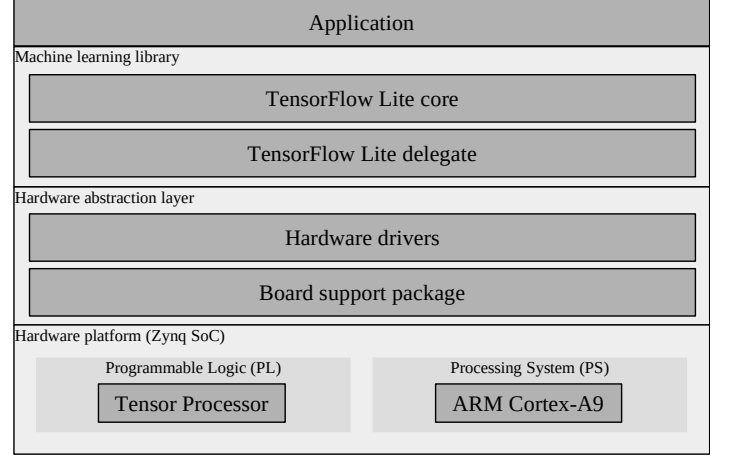 Application
Machine learning library
TensorFlow Lite core
TensorFlow Lite delegate
Hardware abstraction layer
Hardware drivers
Board support package
Hardware platform (Zynq SoC)
Programmable Logic (PL)
Tensor Processor
Processing System (PS)
ARM Cortex-A9